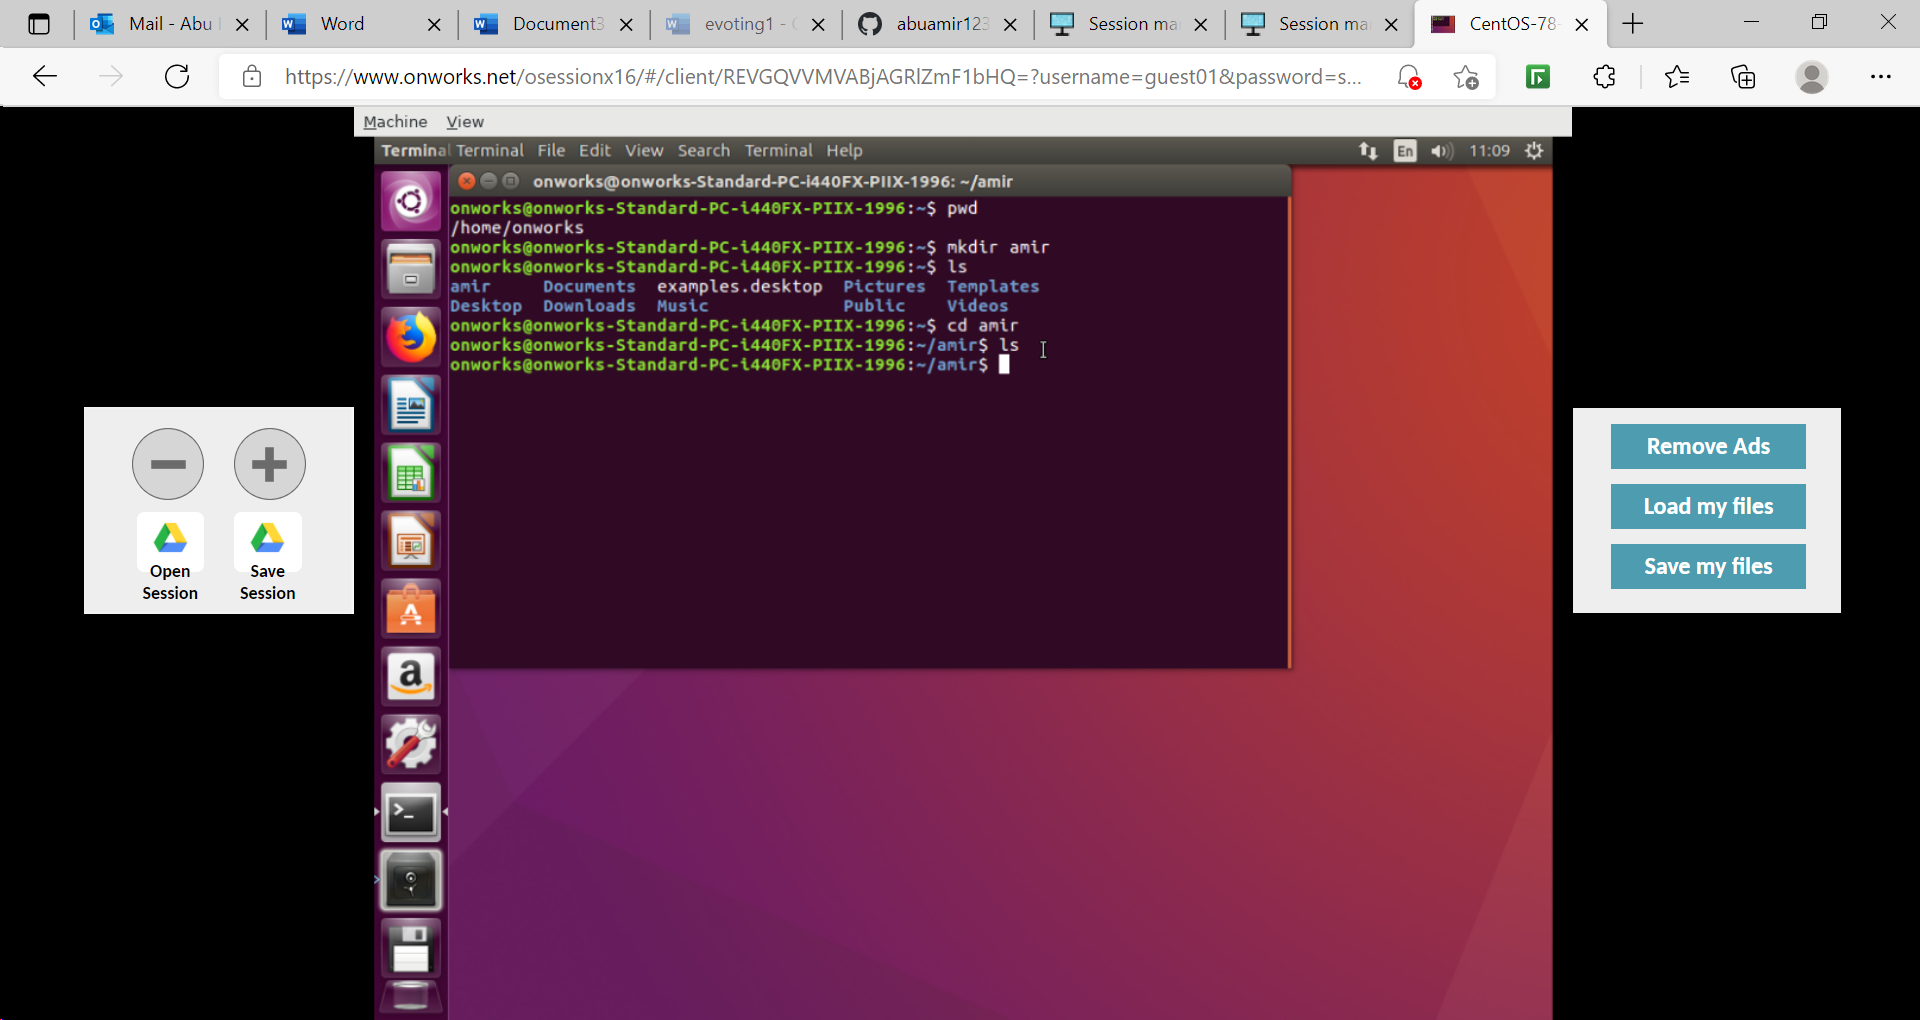 Mail - Abu
Word
Document3
evoting1 -
abuamir123
Session ma
Session ma
CentOS-78-
https://www.onworks.net/osessionx16/#/client/REVGQVVMVABjAGRlZmF1bHQ=?username=guest01&password=s...
Machine View
Terminal Terminal File Edit View Search Terminal Help
En 11:09
onworks@onworks-Standard-PC-i440FX-PIIX-1996: ~/amir
onworks@onworks-Standard-PC-i440FX-PIIX-1996:~$ pwd
/home/onworks
onworks@onworks-Standard-PC-i440FX-PIIX-1996:~$ mkdir amir
onworks@onworks-Standard-PC-i440FX-PIIX-1996:~$ ls
amir Documents examples.desktop Pictures Templates
Desktop Downloads Music Public Videos
onworks@onworks-Standard-PC-i440FX-PIIX-1996:~$ cd amir
onworks@onworks-Standard-PC-i440FX-PIIX-1996:~/amir$ ls
onworks@onworks-Standard-PC-i440FX-PIIX-1996:~/amir$
Open Session
Save Session
Remove Ads
Load my files
Save my files